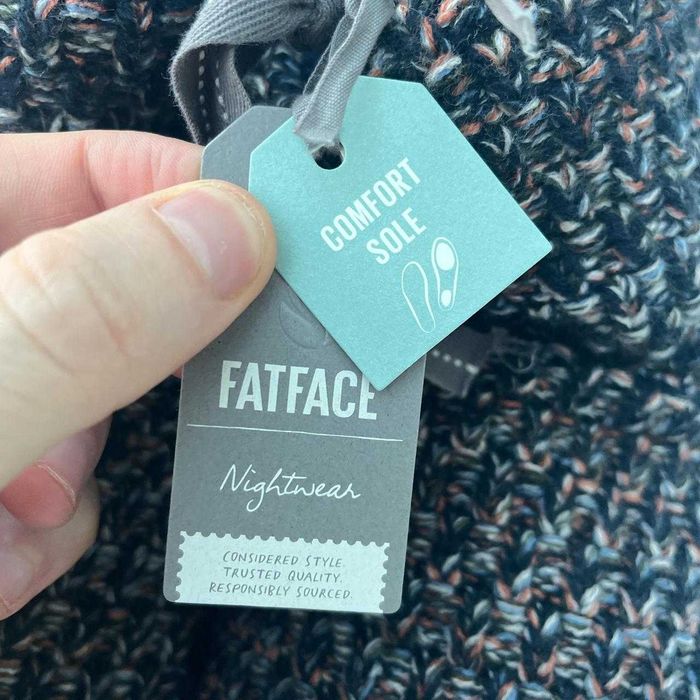 COMFORT
SOLE
FATFACE
Nightwear
CONSIDERED STYLE.
TRUSTED QUALITY.
RESPONSIBLY SOURCED.